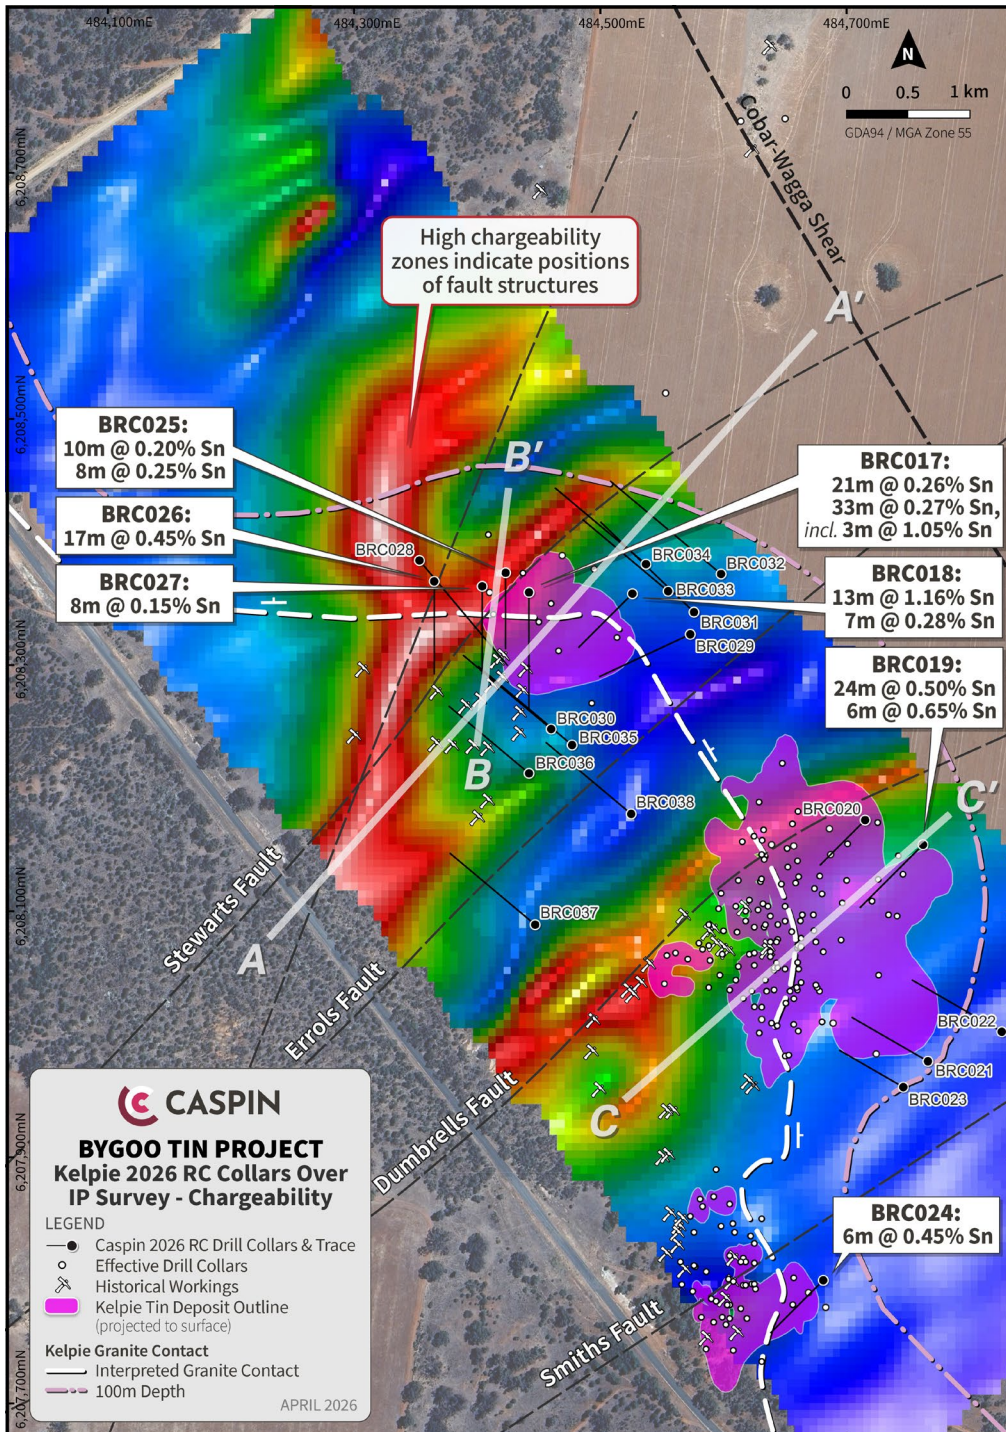 484,100mE
484,300mE
484,500mE
484,700mE
N
0 0.5 1 km
GDA94 / MGA Zone 55
6,208,700mN
Cobar-Wagga Shear
High chargeability
zones indicate positions
of fault structures
A'
6,208,500mN
BRC025:
10m @ 0.20% Sn
8m @ 0.25% Sn
B'
BRC017:
21m @ 0.26% Sn
33m @ 0.27% Sn,
incl. 3m @ 1.05% Sn
BRC026:
17m @ 0.45% Sn
BRC028
BRC034
BRC032
BRC027:
8m @ 0.15% Sn
BRC033
BRC018:
13m @ 1.16% Sn
7m @ 0.28% Sn
BRC031
BRC029
6,208,300mN
BRC019:
24m @ 0.50% Sn
6m @ 0.65% Sn
BRC030
BRC035
BRC036
B
BRC038
BRC020
C'
Stewarts Fault
6,208,100mN
BRC037
A
Errols Fault
BRC022
BRC021
BRC023
C
Dumbrells Fault
6,207,900mN
BRC024:
6m @ 0.45% Sn
Smiths Fault
6,207,700mN
CASPIN
BYGOO TIN PROJECT
Kelpie 2026 RC Collars Over
IP Survey - Chargeability
LEGEND
Caspin 2026 RC Drill Collars & Trace
Effective Drill Collars
Historical Workings
Kelpie Tin Deposit Outline
(projected to surface)
Kelpie Granite Contact
Interpreted Granite Contact
100m Depth
APRIL 2026